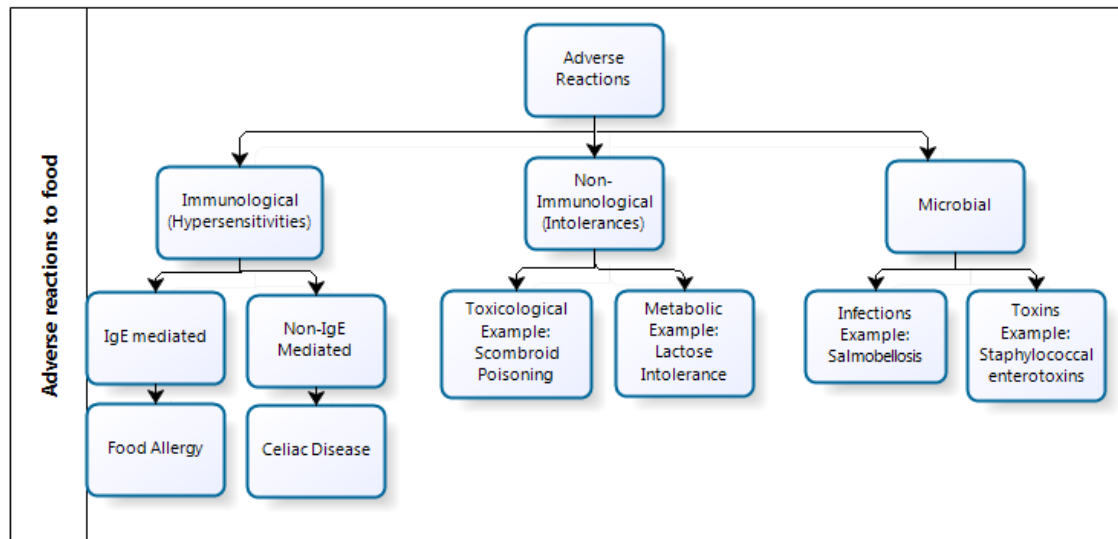 Adverse reactions to food
Adverse
Reactions
Immunological
(Hypersensitivities)
Non-
Immunological
(Intolerances)
Microbial
IgE mediated
Non-IgE
Mediated
Toxicological
Example:
Scombroid
Poisoning
Metabolic
Example:
Lactose
Intolerance
Infections
Example:
Salmobellosis
Toxins
Example:
Staphylococcal
enterotoxins
Food Allergy
Celiac Disease